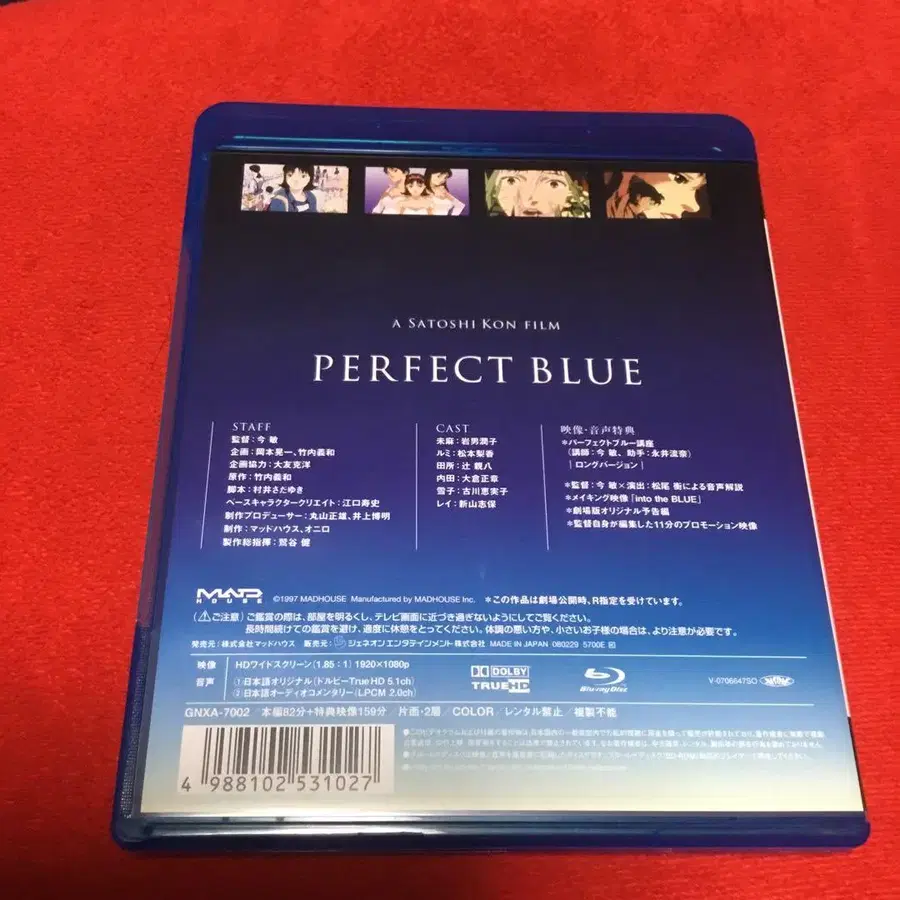 A SATOSHI KON FILM
PERFECT BLUE
STAFF
監督：今 敏
企画：岡本晃一、竹内義和
企画協力：大友克洋
原作：竹内義和
脚本：村井さだゆき
ベースキャラクタークリエイト：江口寿史
制作プロデューサー：丸山正雄、井上博明
制作：マッドハウス、オニロ
製作総指揮：鷲谷 健
CAST
未麻：岩男潤子
ルミ：松本梨香
田所：辻 親八
内田：大倉正章
雪子：古川恵実子
レイ：新山志保
映像・音声特典
＊パーフェクトブルー講座
（講師：今 敏、助手：永井流奈）
｜ロングバージョン｜
＊監督：今 敏×演出：松尾 衡による音声解説
＊メイキング映像「into the BLUE」
＊劇場版オリジナル予告編
＊監督自身が編集した11分のプロモーション映像
MAD HOUSE
©1997 MADHOUSE Manufactured by MADHOUSE Inc. ＊この作品は劇場公開時、R指定を受けています。
（⚠ご注意）ご鑑賞の際は、部屋を明るくし、テレビ画面に近づき過ぎないようにしてご覧ください。
長時間続けての鑑賞を避け、適度に休憩をとってください。体調の悪い方や、小さいお子様の場合は、より注意が必要です。
発売元：株式会社マッドハウス 販売元：ジェネオン エンタテインメント株式会社 MADE IN JAPAN 080229 5700E
映像 HDワイドスクリーン（1.85：1）1920×1080p
音声 ①日本語オリジナル（ドルビーTrue HD 5.1ch）
②日本語オーディオコメンタリー（LPCM 2.0ch）
DOLBY
TRUEHD
Blu-ray Disc
V-0706647SO
GNXA-7002／本編82分＋特典映像159分／片面・2層／COLOR／レンタル禁止／複製不能
4 988102 531027